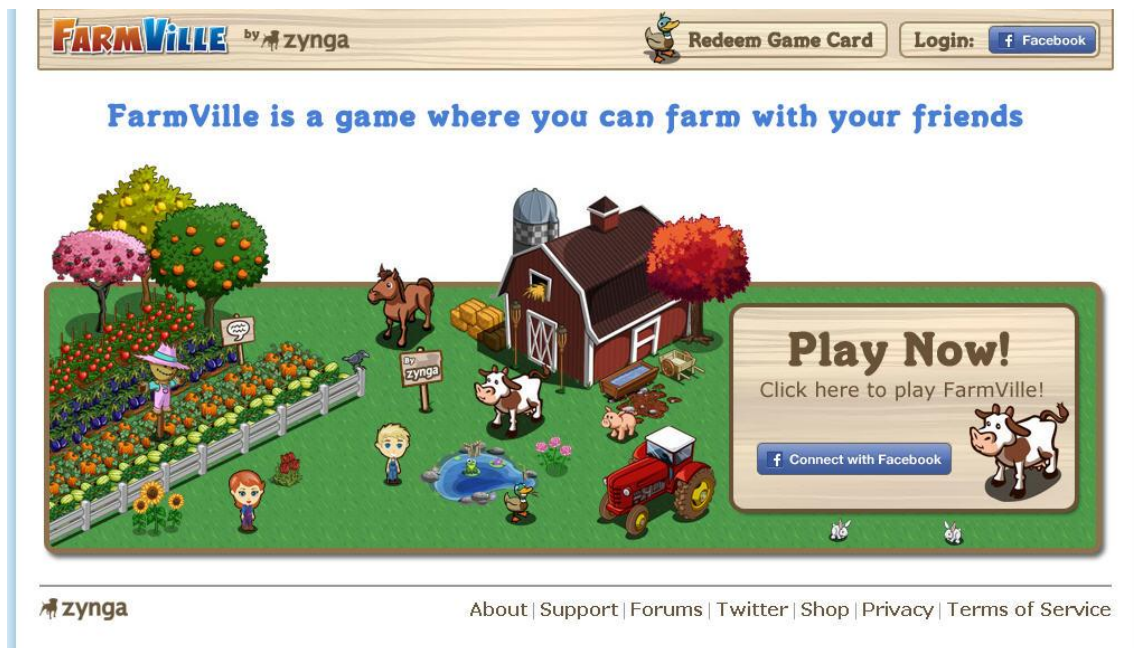 FARMVILLE by zynga
Redeem Game Card
Login: f Facebook
FarmVille is a game where you can farm with your friends
By zynga
Play Now!
Click here to play FarmVille!
f Connect with Facebook
zynga
About | Support | Forums | Twitter | Shop | Privacy | Terms of Service